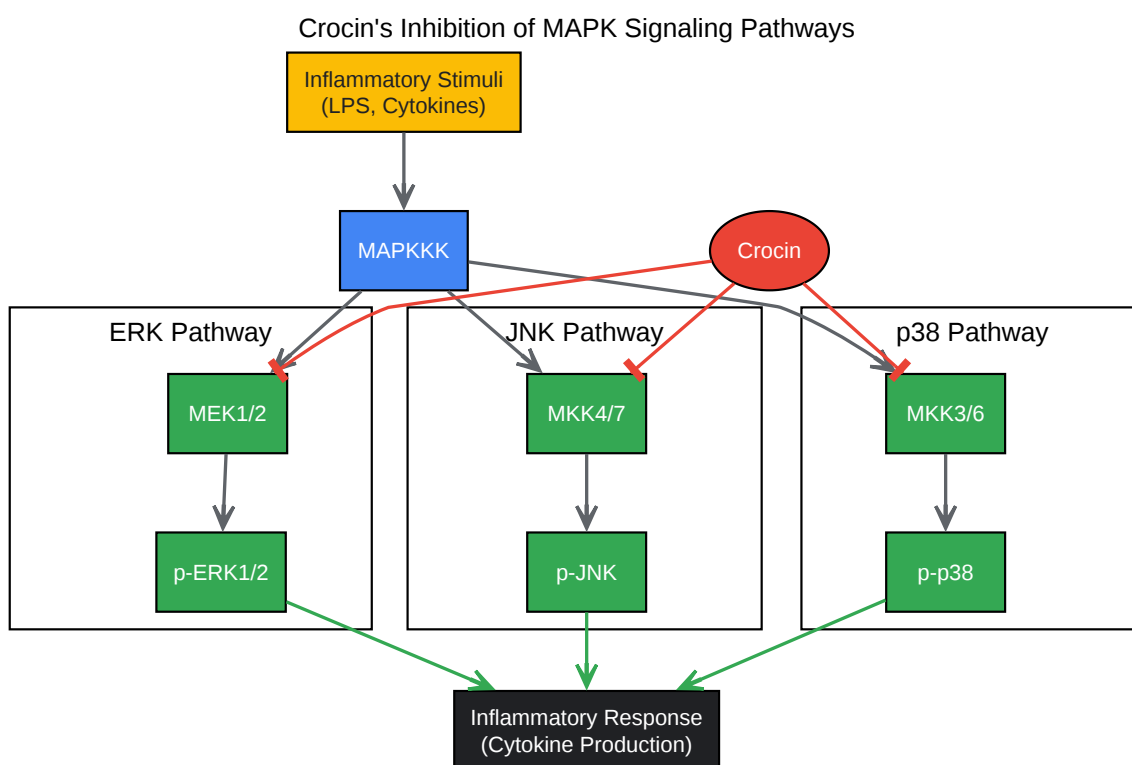 Crocin's Inhibition of MAPK Signaling Pathways
Inflammatory Stimuli
(LPS, Cytokines)
MAPKKK
Crocin
ERK Pathway
JNK Pathway
p38 Pathway
MEK1/2
MKK4/7
MKK3/6
p-ERK1/2
p-JNK
p-p38
Inflammatory Response
(Cytokine Production)